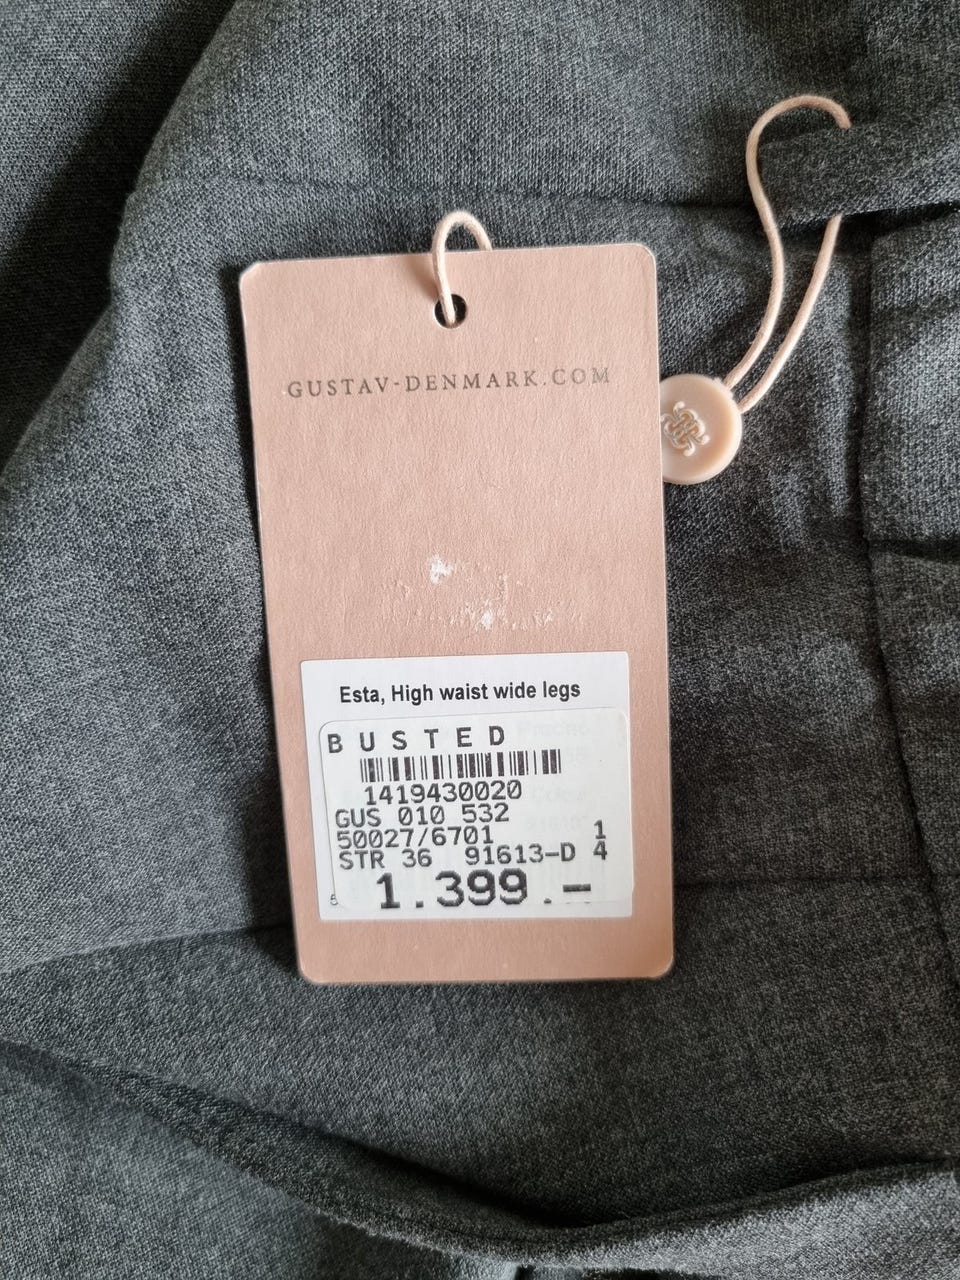 GUSTAV-DENMARK.COM
Esta, High waist wide legs
BUSTED
1419430020
GUS 010 532
50027/6701 1
STR 36 91613-D 4
1.399.-